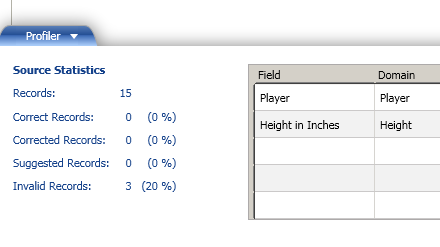 Profiler
Source Statistics
Records: 15
Correct Records: 0 (0 %)
Corrected Records: 0 (0 %)
Suggested Records: 0 (0 %)
Invalid Records: 3 (20 %)
Field Domain
Player Player
Height in Inches Height